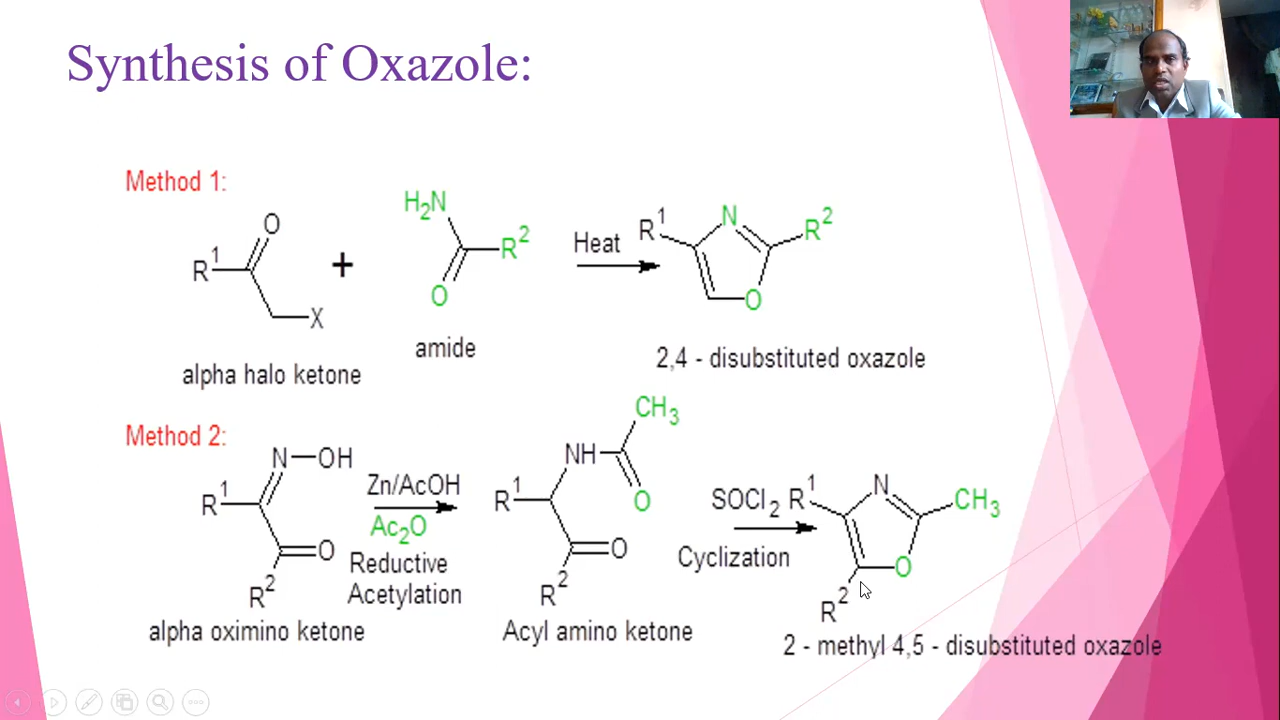 Synthesis of Oxazole:
Method 1:
R1
O
X
+
H2N
R2
O
Heat
R1
N
R2
O
alpha halo ketone
amide
2,4 - disubstituted oxazole
Method 2:
N—OH
R1
O
R2
Zn/AcOH
Ac2O
Reductive
Acetylation
CH3
NH
R1
O
O
R2
SOCl2
Cyclization
R1
N
CH3
O
R2
alpha oximino ketone
Acyl amino ketone
2 - methyl 4,5 - disubstituted oxazole